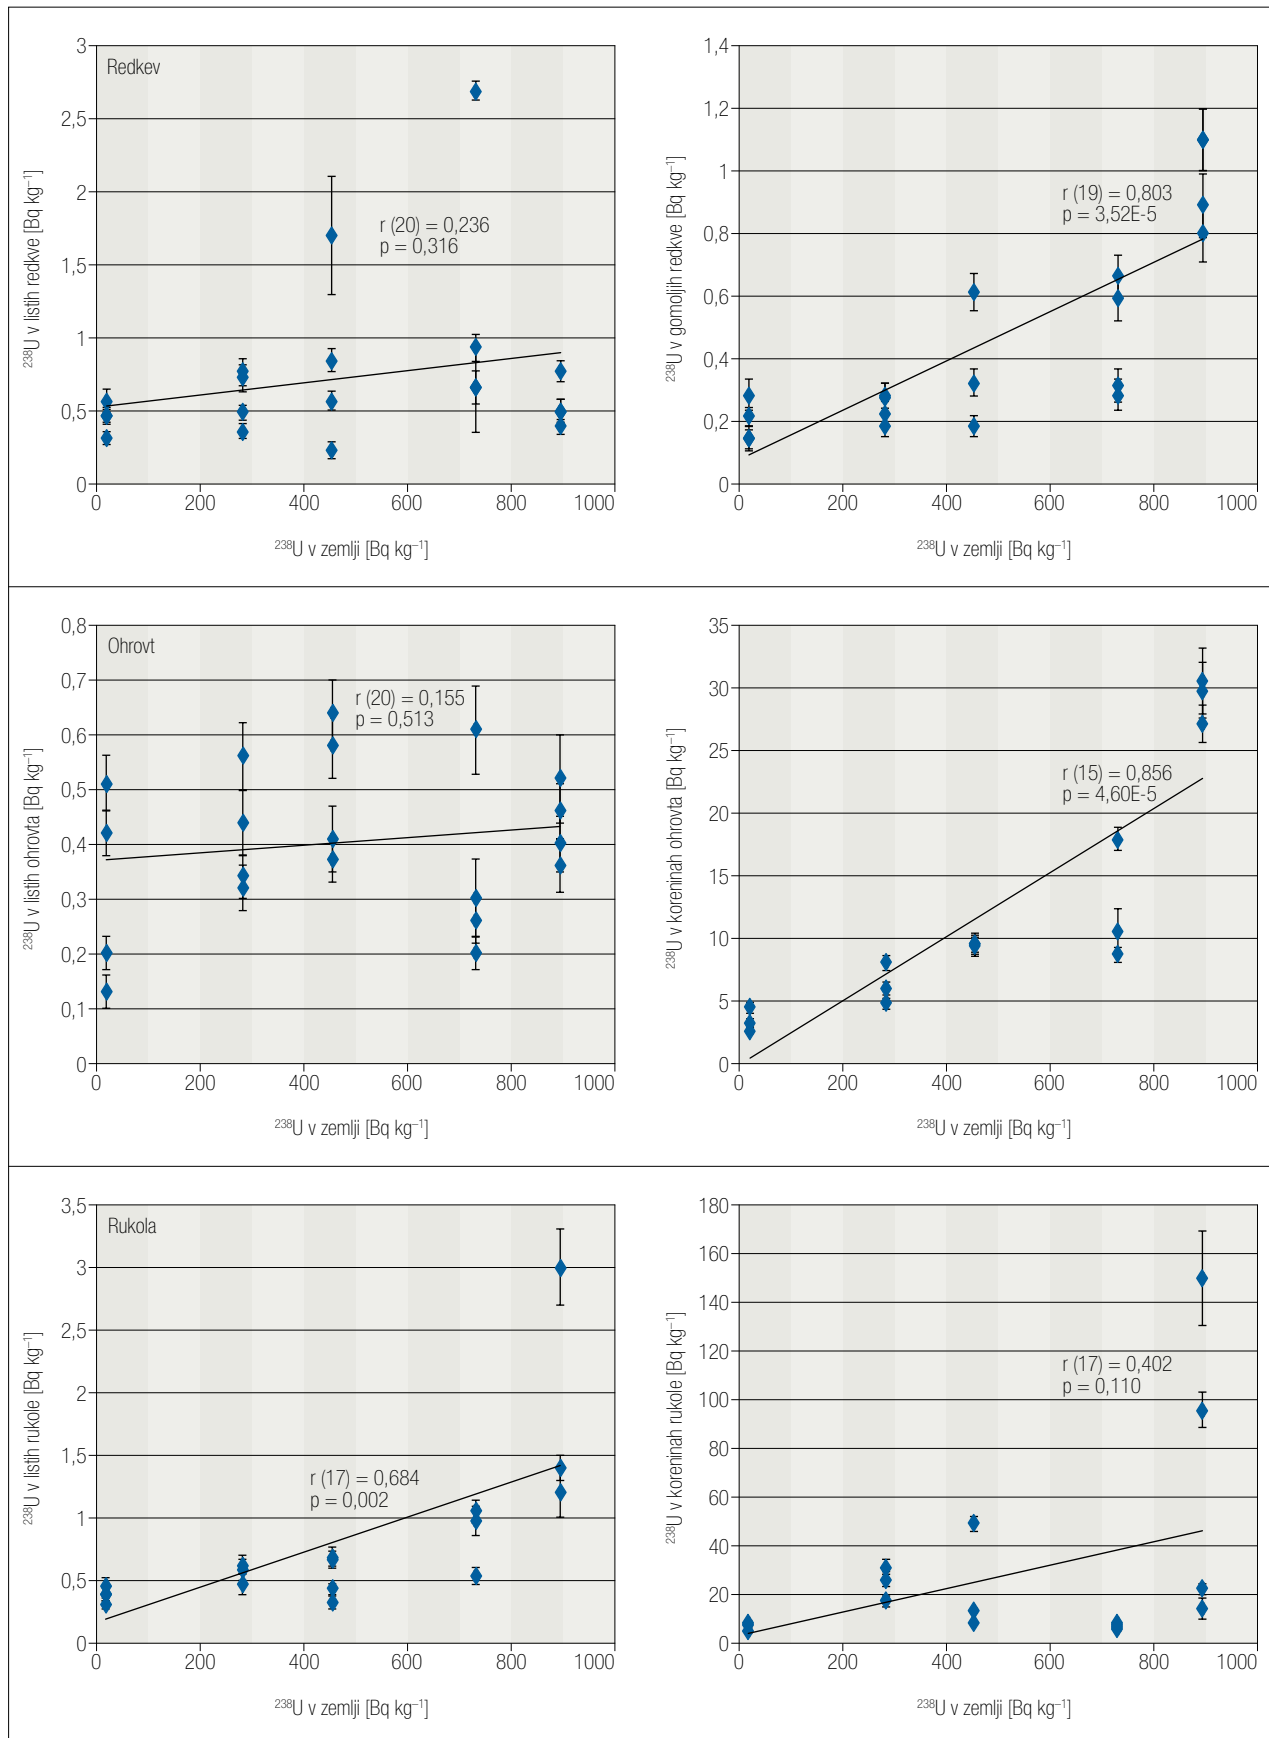 Redkev
3
2,5
2
1,5
1
0,5
0
²³⁸U v listih redkve [Bq kg⁻¹]
r (20) = 0,236
p = 0,316
0 200 400 600 800 1000
²³⁸U v zemlji [Bq kg⁻¹]
1,4
1,2
1
0,8
0,6
0,4
0,2
0
²³⁸U v gomoljih redkve [Bq kg⁻¹]
r (19) = 0,803
p = 3,52E-5
0 200 400 600 800 1000
²³⁸U v zemlji [Bq kg⁻¹]
Ohrovt
0,8
0,7
0,6
0,5
0,4
0,3
0,2
0,1
0
²³⁸U v listih ohrovta [Bq kg⁻¹]
r (20) = 0,155
p = 0,513
0 200 400 600 800 1000
²³⁸U v zemlji [Bq kg⁻¹]
35
30
25
20
15
10
5
0
²³⁸U v koreninah ohrovta [Bq kg⁻¹]
r (15) = 0,856
p = 4,60E-5
0 200 400 600 800 1000
²³⁸U v zemlji [Bq kg⁻¹]
Rukola
3,5
3
2,5
2
1,5
1
0,5
0
²³⁸U v listih rukole [Bq kg⁻¹]
r (17) = 0,684
p = 0,002
0 200 400 600 800 1000
²³⁸U v zemlji [Bq kg⁻¹]
180
160
140
120
100
80
60
40
20
0
²³⁸U v koreninah rukole [Bq kg⁻¹]
r (17) = 0,402
p = 0,110
0 200 400 600 800 1000
²³⁸U v zemlji [Bq kg⁻¹]